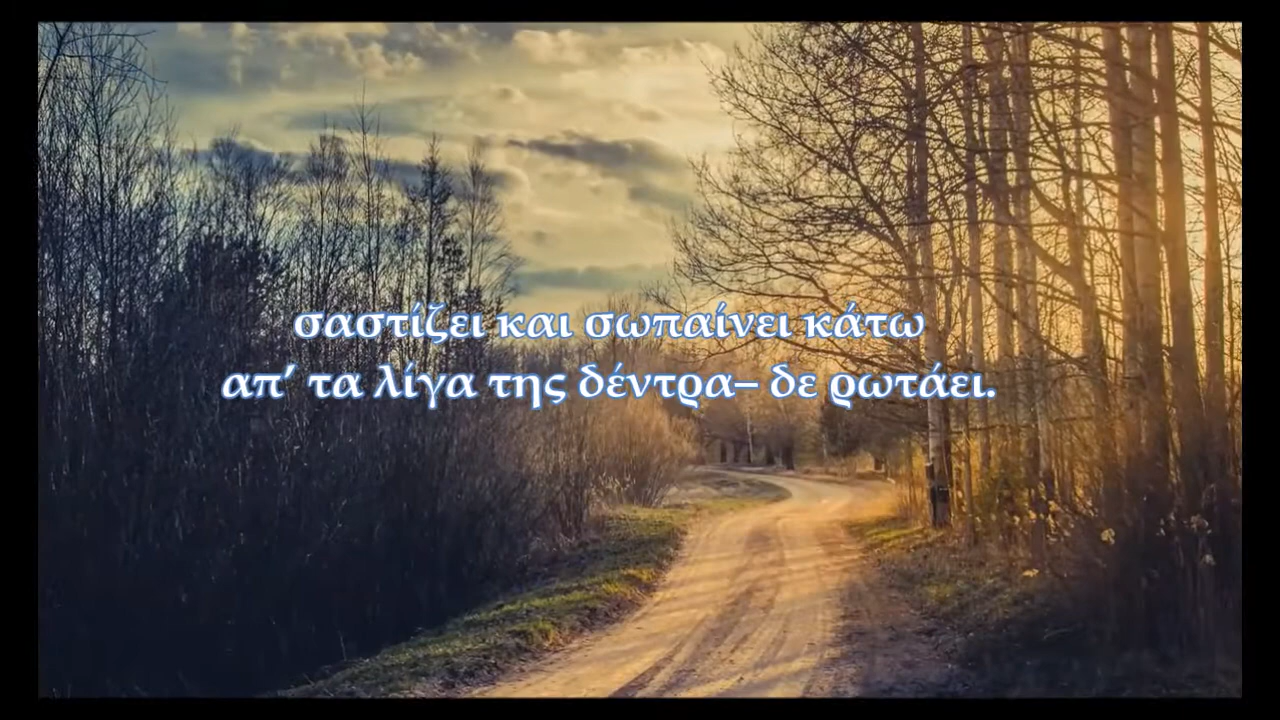 σαστίζει και σωπαίνει κάτω
απ’ τα λίγα της δέντρα– δε ρωτάει.